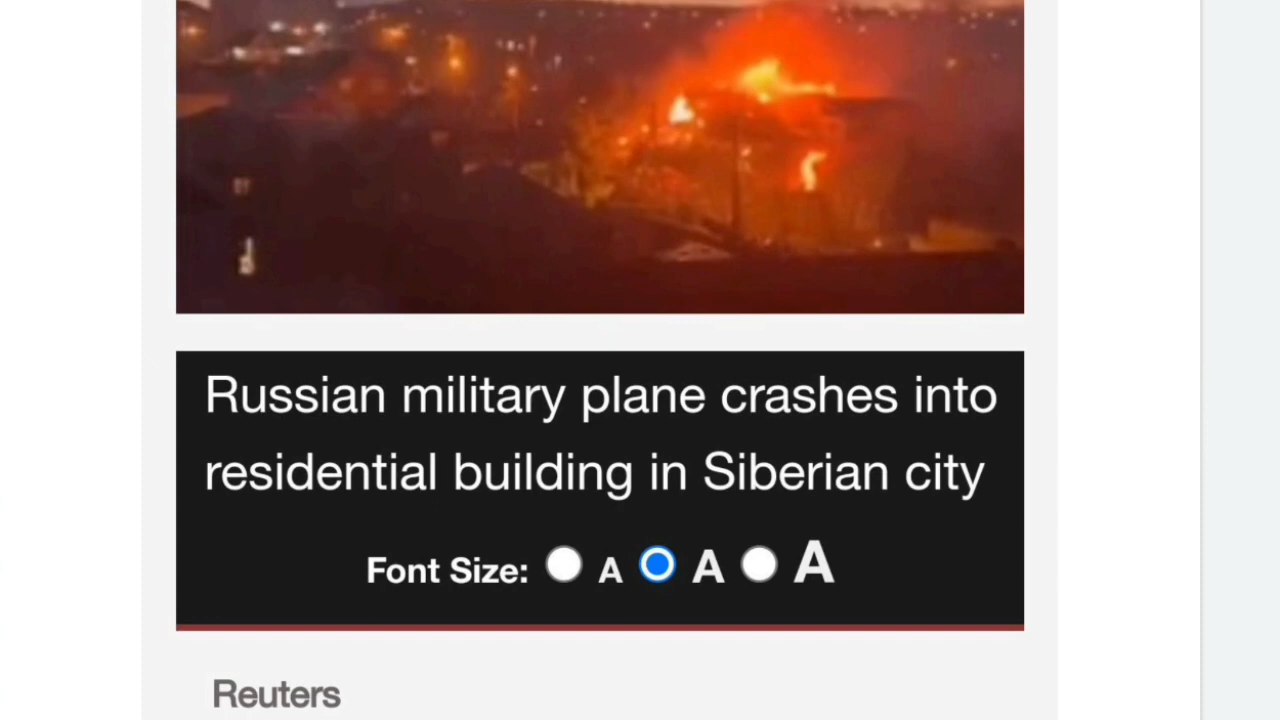 Russian military plane crashes into
residential building in Siberian city
Font Size: A A A
Reuters